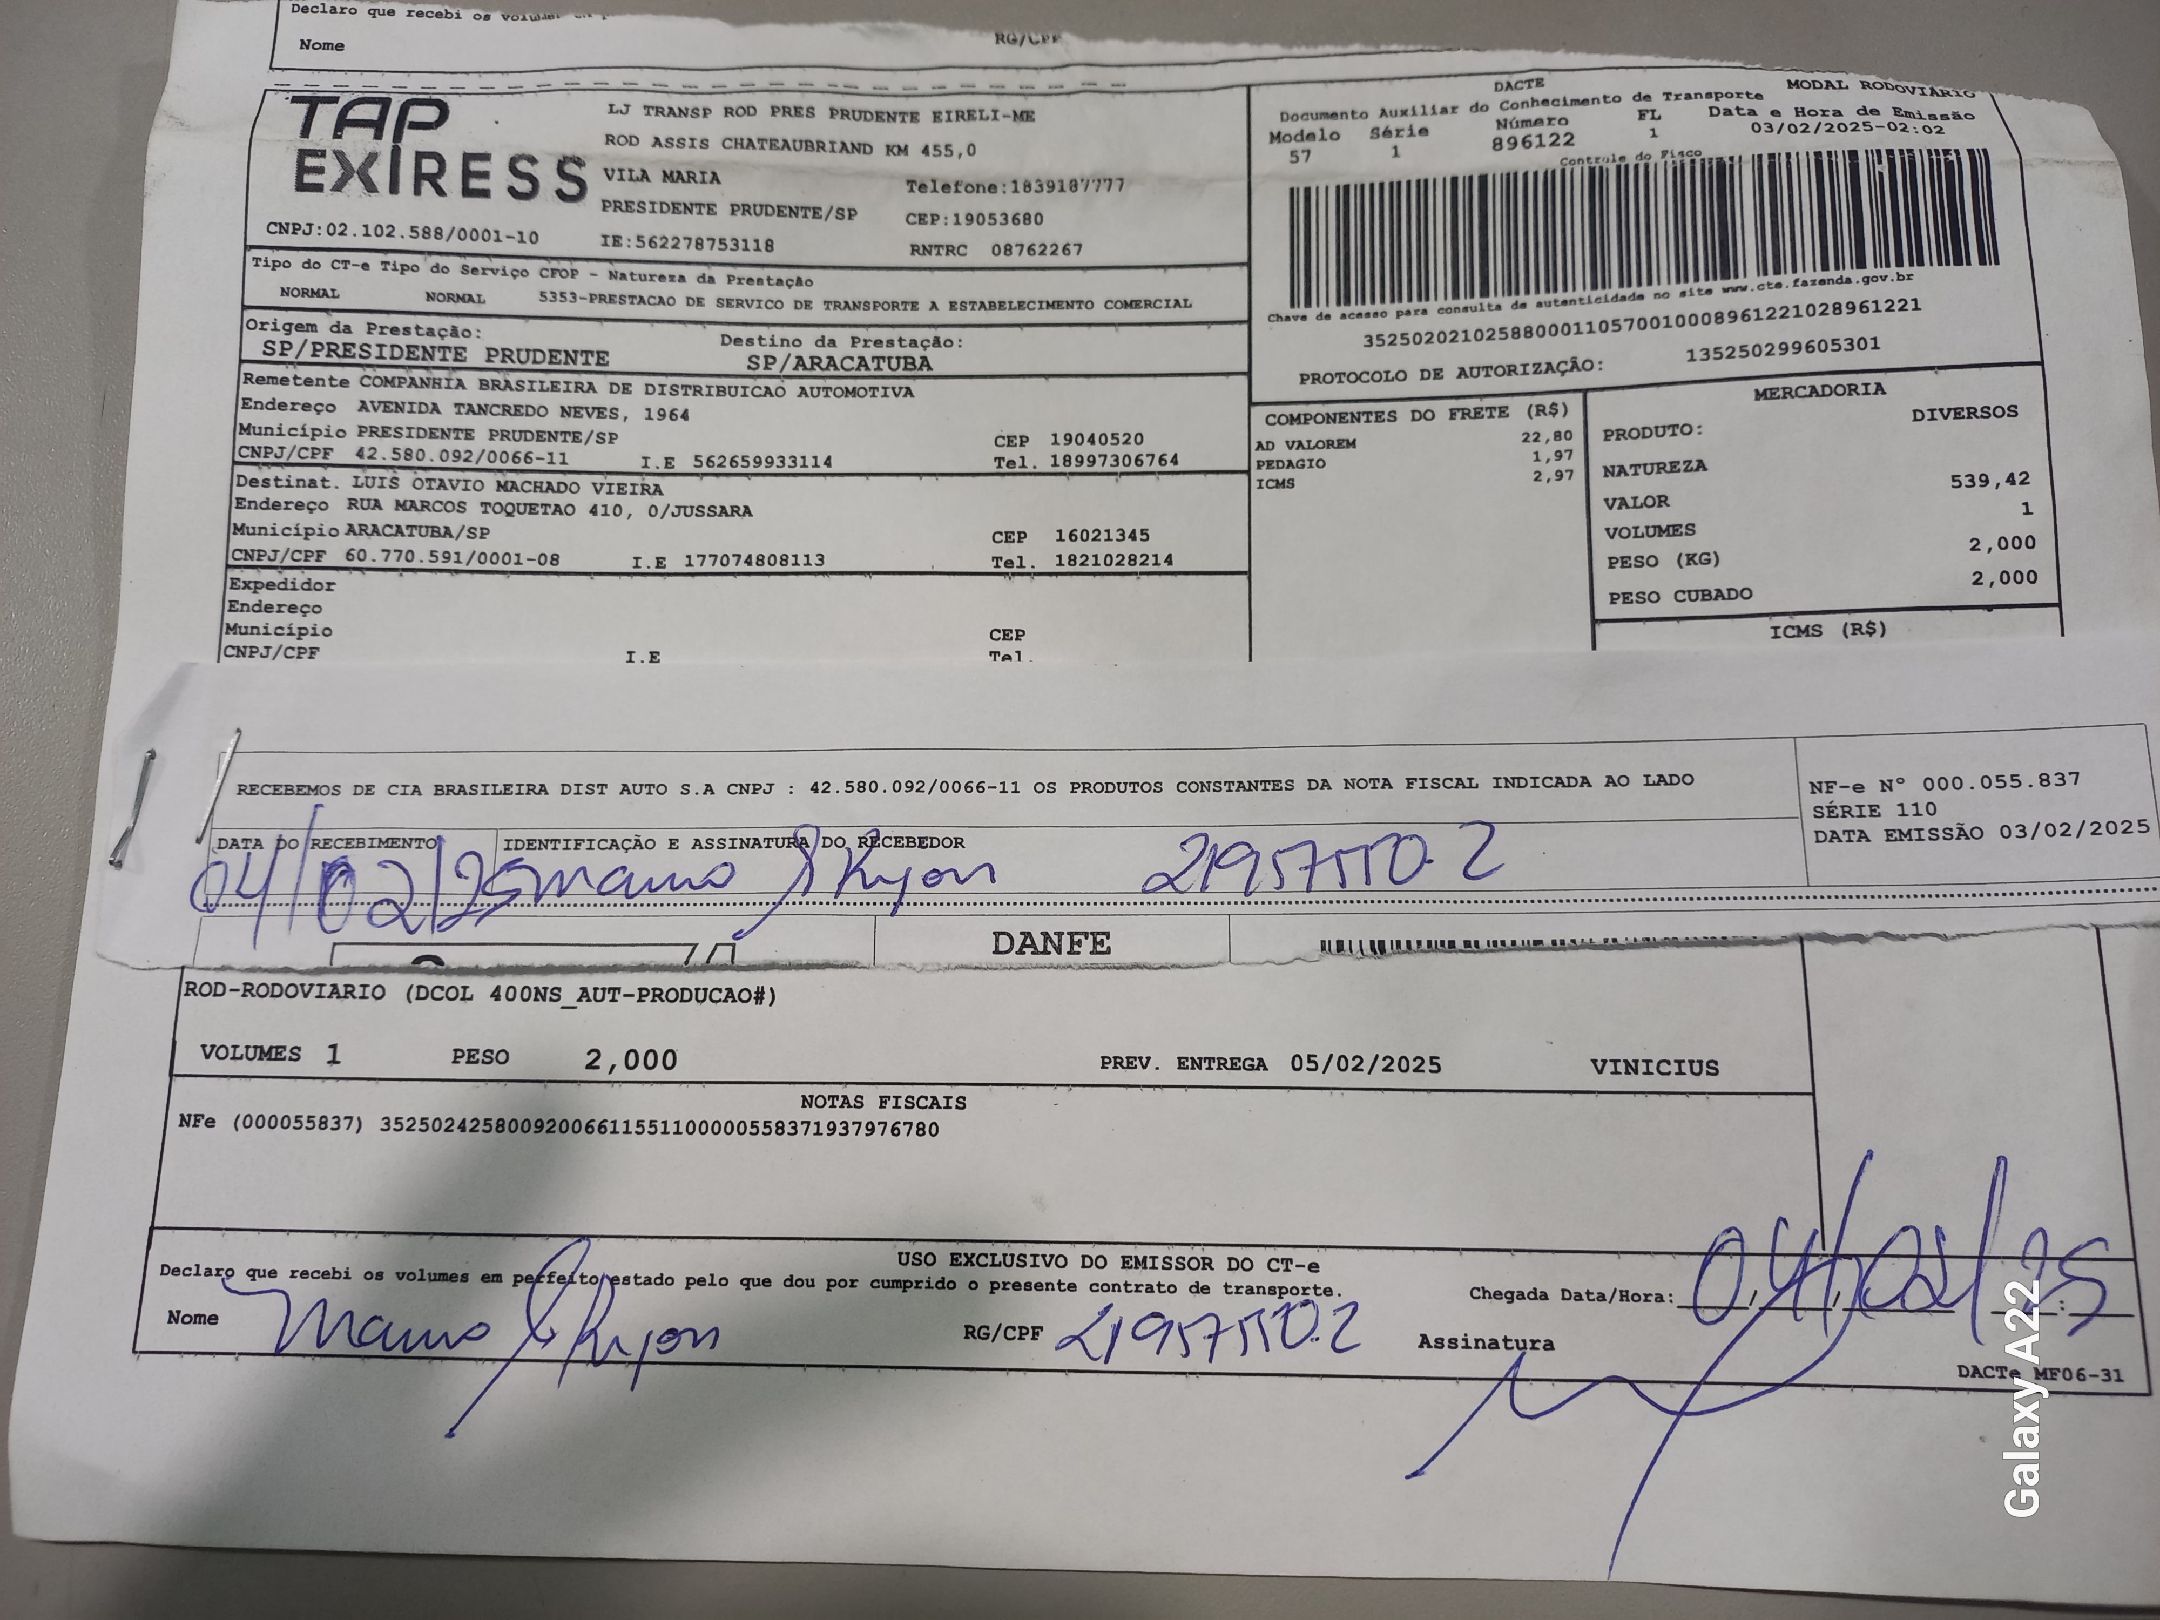 Declaro que recebi os
Nome
RG/CPF
TAP
EXIRESS
LJ TRANSP ROD PRES PRUDENTE EIRELI-ME
ROD ASSIS CHATEAUBRIAND KM 455,0
VILA MARIA
Telefone:1839187777
PRESIDENTE PRUDENTE/SP
CEP:19053680
CNPJ:02.102.588/0001-10
IE:562278753118
RNTRC 08762267
DACTE
MODAL RODOVIÁRIO
Documento Auxiliar do Conhecimento de Transporte
Modelo Série Número FL Data e Hora de Emissão
57 1 896122 1 03/02/2025-02:02
Controle do Fisco
Chave de acesso para consulta de autenticidade no site www.cte.fazenda.gov.br
35250202102588000110570010008961221028961221
PROTOCOLO DE AUTORIZAÇÃO: 135250299605301
Tipo do CT-e Tipo do Serviço CFOP - Natureza da Prestação
NORMAL NORMAL 5353-PRESTACAO DE SERVICO DE TRANSPORTE A ESTABELECIMENTO COMERCIAL
Origem da Prestação: Destino da Prestação:
SP/PRESIDENTE PRUDENTE SP/ARACATUBA
Remetente COMPANHIA BRASILEIRA DE DISTRIBUICAO AUTOMOTIVA
Endereço AVENIDA TANCREDO NEVES, 1964
Município PRESIDENTE PRUDENTE/SP CEP 19040520
CNPJ/CPF 42.580.092/0066-11 I.E 562659933114 Tel. 18997306764
Destinat. LUIS OTAVIO MACHADO VIEIRA
Endereço RUA MARCOS TOQUETAO 410, 0/JUSSARA
Município ARACATUBA/SP CEP 16021345
CNPJ/CPF 60.770.591/0001-08 I.E 177074808113 Tel. 1821028214
Expedidor
Endereço
Município CEP
CNPJ/CPF I.E Tel.
COMPONENTES DO FRETE (R$)
AD VALOREM 22,80
PEDAGIO 1,97
ICMS 2,97
MERCADORIA
PRODUTO: DIVERSOS
NATUREZA
VALOR 539,42
VOLUMES 1
PESO (KG) 2,000
PESO CUBADO 2,000
ICMS (R$)
RECEBEMOS DE CIA BRASILEIRA DIST AUTO S.A CNPJ : 42.580.092/0066-11 OS PRODUTOS CONSTANTES DA NOTA FISCAL INDICADA AO LADO
NF-e N° 000.055.837
SÉRIE 110
DATA EMISSÃO 03/02/2025
DATA DO RECEBIMENTO IDENTIFICAÇÃO E ASSINATURA DO RECEBEDOR
04/02/25
DANFE
ROD-RODOVIARIO (DCOL 400NS_AUT-PRODUCAO#)
VOLUMES 1 PESO 2,000 PREV. ENTREGA 05/02/2025 VINICIUS
NOTAS FISCAIS
NFe (000055837) 35250242580092006611551100000558371937976780
USO EXCLUSIVO DO EMISSOR DO CT-e
Declaro que recebi os volumes em perfeito estado pelo que dou por cumprido o presente contrato de transporte.
Chegada Data/Hora: 04/02/25
Nome
RG/CPF
Assinatura
DACTe MF06-31
Galaxy A22